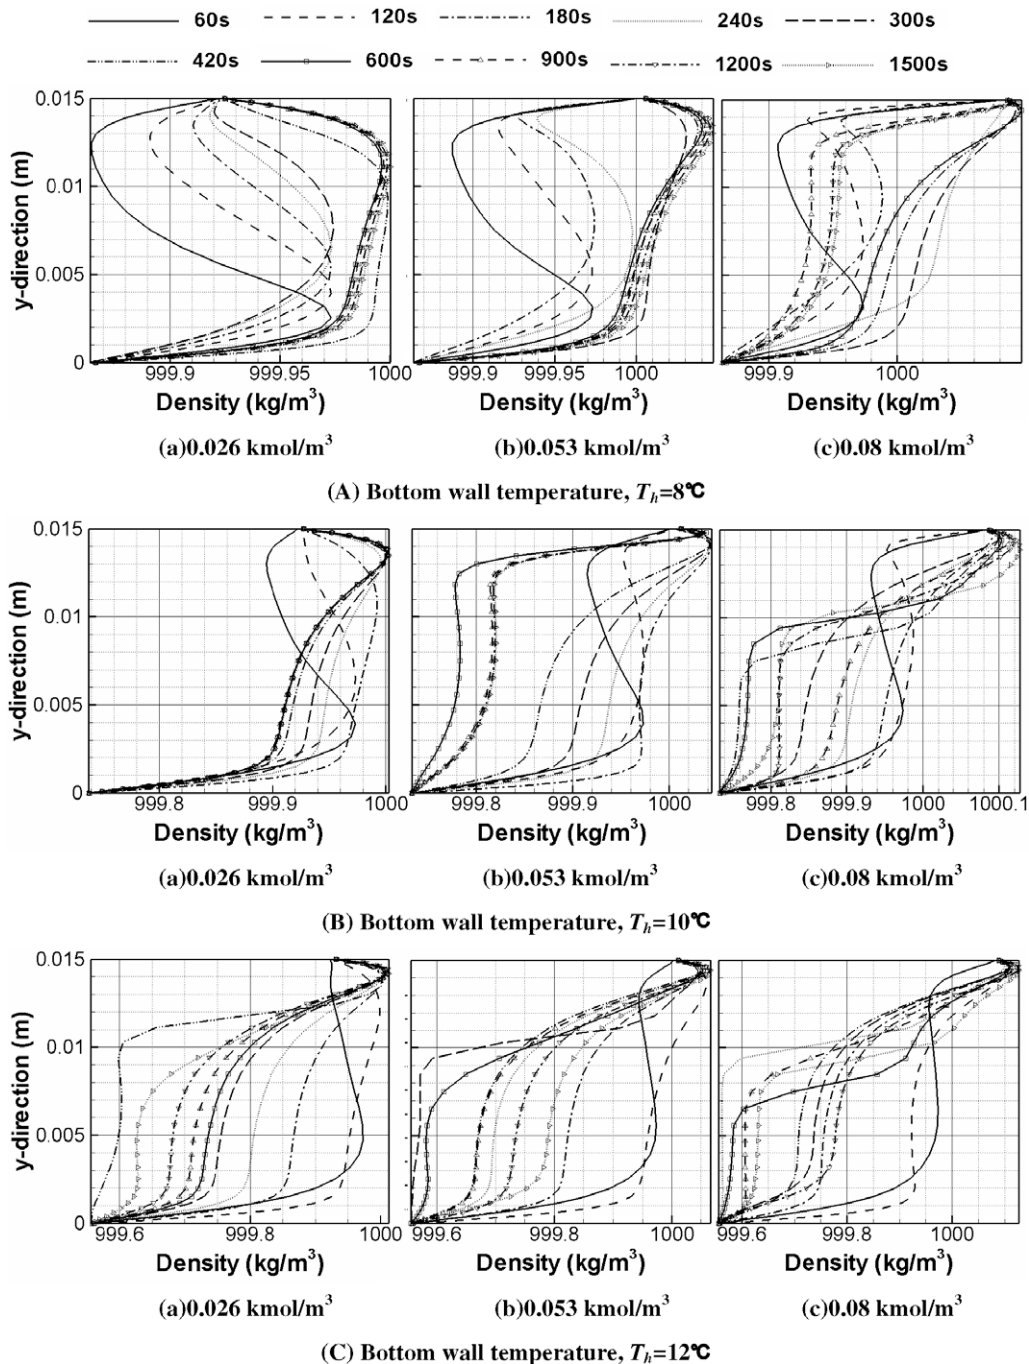 60s 120s 180s 240s 300s
420s 600s 900s 1200s 1500s
y-direction (m)
0.015
0.01
0.005
0
999.9 999.95 1000
Density (kg/m³)
(a)0.026 kmol/m³
999.9 1000
Density (kg/m³)
(b)0.053 kmol/m³
999.9 1000
Density (kg/m³)
(c)0.08 kmol/m³
(A) Bottom wall temperature, Th=8℃
y-direction (m)
0.015
0.01
0.005
0
999.8 999.9 1000
Density (kg/m³)
(a)0.026 kmol/m³
999.8 999.9 1000
Density (kg/m³)
(b)0.053 kmol/m³
999.8 999.9 1000 1000.1
Density (kg/m³)
(c)0.08 kmol/m³
(B) Bottom wall temperature, Th=10℃
y-direction (m)
0.015
0.01
0.005
0
999.6 999.8 1000
Density (kg/m³)
(a)0.026 kmol/m³
999.6 999.8 1000
Density (kg/m³)
(b)0.053 kmol/m³
999.6 999.8 1000
Density (kg/m³)
(c)0.08 kmol/m³
(C) Bottom wall temperature, Th=12℃